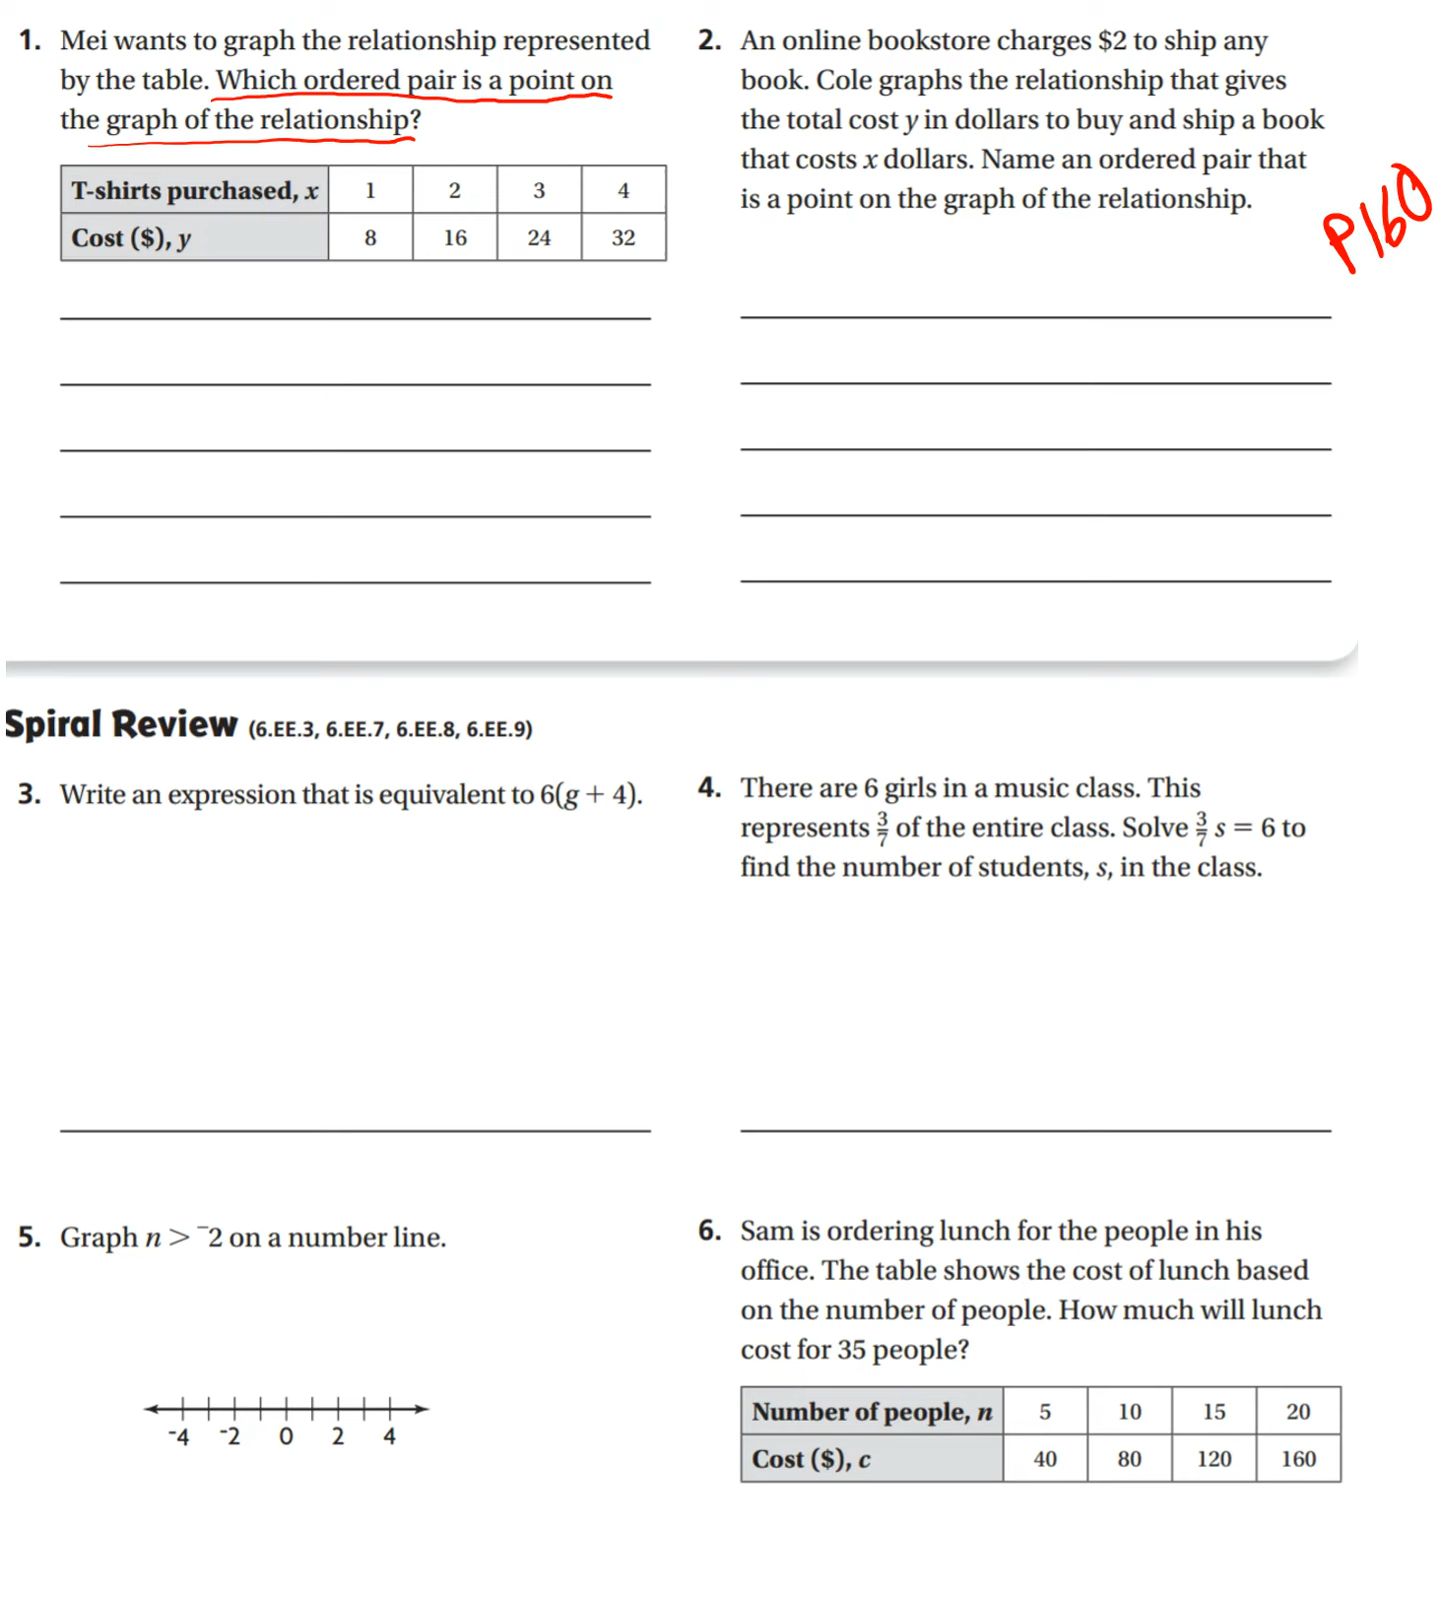 1. Mei wants to graph the relationship represented
by the table. Which ordered pair is a point on
the graph of the relationship?
T-shirts purchased, x 1 2 3 4
Cost ($), y 8 16 24 32
2. An online bookstore charges $2 to ship any
book. Cole graphs the relationship that gives
the total cost y in dollars to buy and ship a book
that costs x dollars. Name an ordered pair that
is a point on the graph of the relationship.
P160
Spiral Review (6.EE.3, 6.EE.7, 6.EE.8, 6.EE.9)
3. Write an expression that is equivalent to 6(g + 4).
4. There are 6 girls in a music class. This
represents 3/7 of the entire class. Solve 3/7 s = 6 to
find the number of students, s, in the class.
5. Graph n > ⁻2 on a number line.
⁻4 ⁻2 0 2 4
6. Sam is ordering lunch for the people in his
office. The table shows the cost of lunch based
on the number of people. How much will lunch
cost for 35 people?
Number of people, n 5 10 15 20
Cost ($), c 40 80 120 160